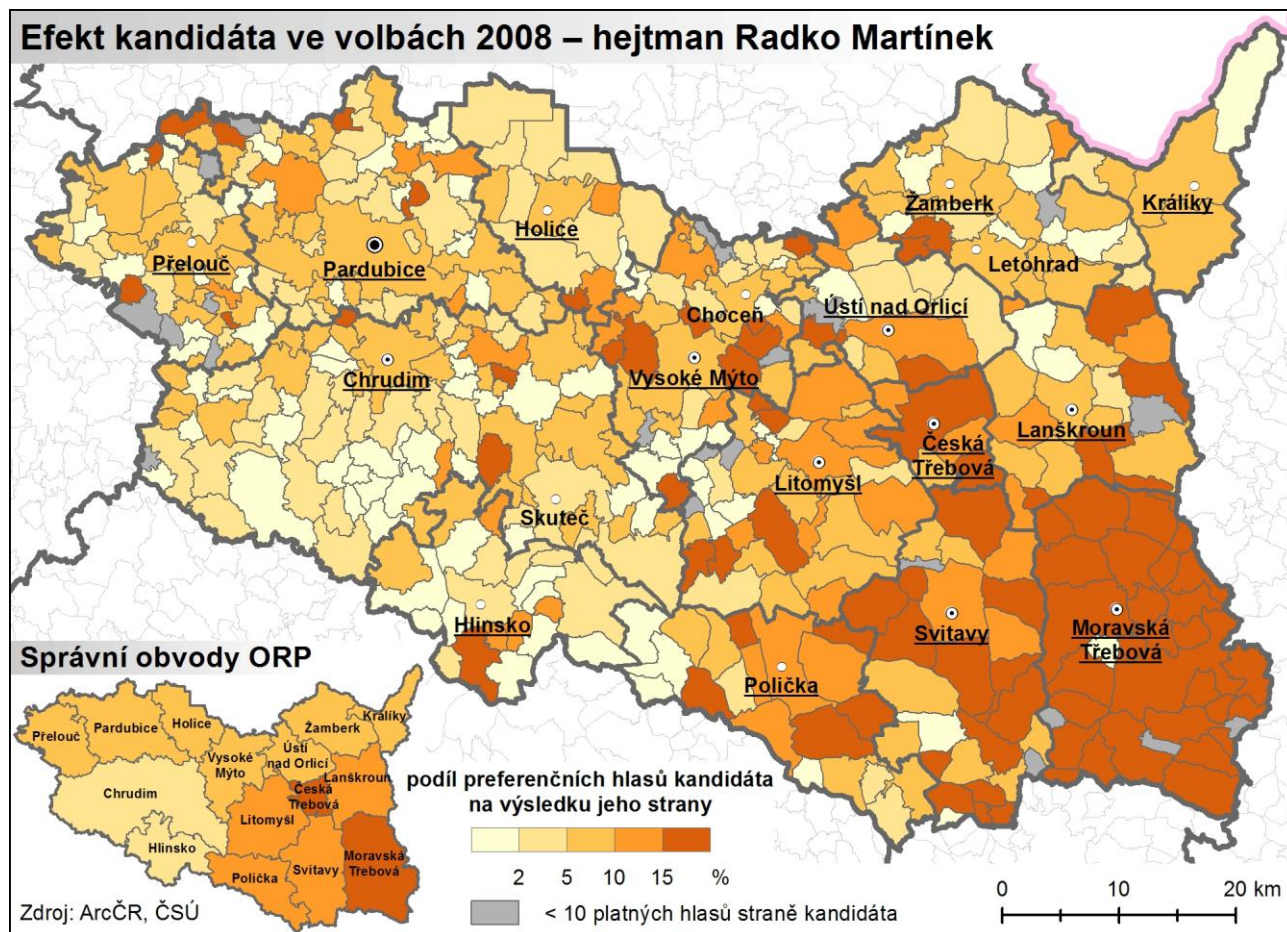 Efekt kandidáta ve volbách 2008 – hejtman Radko Martínek
Žamberk
Králíky
Holice
Přelouč
Pardubice
Letohrad
Ústí nad Orlicí
Choceň
Chrudim
Vysoké Mýto
Lanškroun
Česká
Třebová
Litomyšl
Skuteč
Hlinsko
Svitavy
Moravská
Třebová
Polička
Správní obvody ORP
Přelouč
Pardubice
Holice
Žamberk
Králíky
Vysoké
Mýto
Ústí
nad Orlicí
Lanškroun
Chrudim
Česká
Třebová
Litomyšl
Hlinsko
Moravská
Třebová
Svitavy
Polička
podíl preferenčních hlasů kandidáta
na výsledku jeho strany
2 5 10 15 %
< 10 platných hlasů straně kandidáta
0 10 20 km
Zdroj: ArcČR, ČSÚ